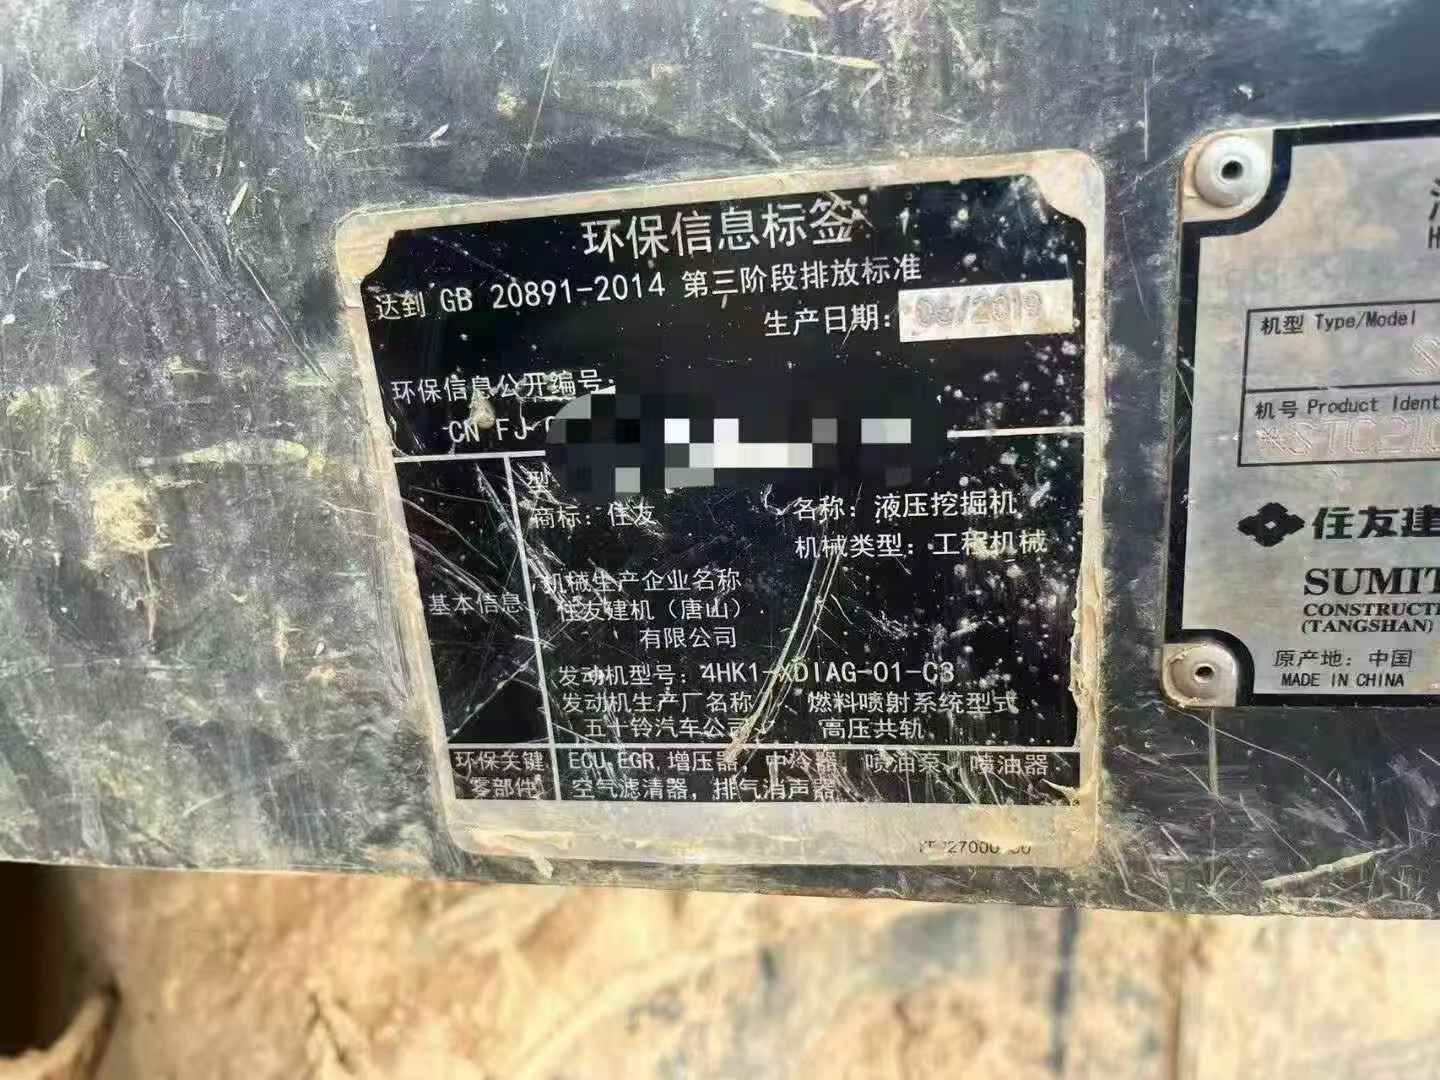 环保信息标签
达到 GB 20891-2014 第三阶段排放标准
生产日期: 06/2019
环保信息公开编号:
CN FJ
型
商标: 住友
名称: 液压挖掘机
机械类型: 工程机械
基本信息
机械生产企业名称
住友建机(唐山)
有限公司
发动机型号: 4HK1-XDIAG-01-C3
发动机生产厂名称
五十铃汽车公司
燃料喷射系统型式
高压共轨
环保关键
零部件
ECU,EGR,增压器, 中冷器, 喷油泵, 喷油器
空气滤清器, 排气消声器
机型 Type/Model
机号 Product Ident
*STC210
住友建
SUMIT
CONSTRUCTI
(TANGSHAN)
原产地: 中国
MADE IN CHINA